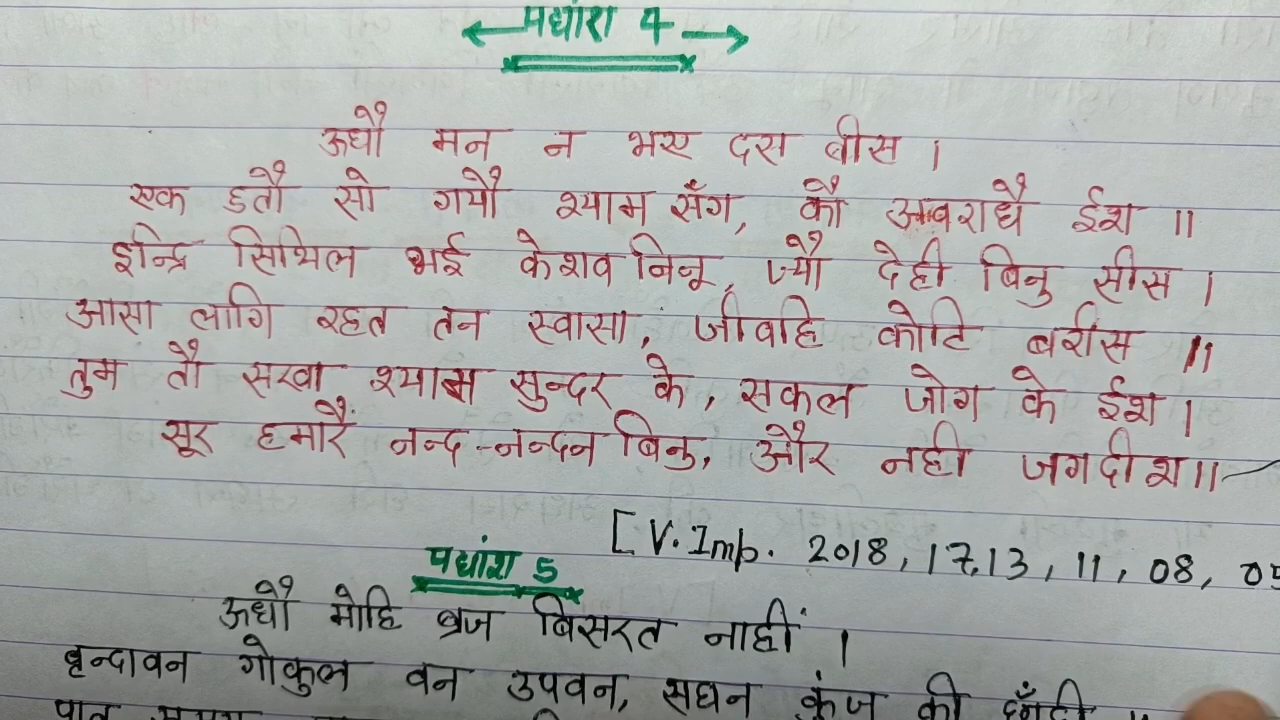 पद्यांश 4
ऊधौ मन न भए दस बीस ।
एक हुतौ सो गयौ श्याम सँग, कौ अवराधै ईश ॥
इन्द्रि सिथिल भई केशव बिनू, ज्यौ देही बिनु सीस ।
आसा लागि रहत तन स्वासा, जीवहि कोटि बरीस ॥
तुम तौ सखा श्याम सुन्दर के, सकल जोग के ईश ।
सूर हमारै नन्द-नन्दन बिनु, और नही जगदीश॥
[V. Imp. 2018, 17,13, 11, 08, 05
पद्यांश 5
ऊधौ मोहि ब्रज बिसरत नाहीं ।
बृन्दावन गोकुल वन उपवन, सघन कुंज की छाँही ॥